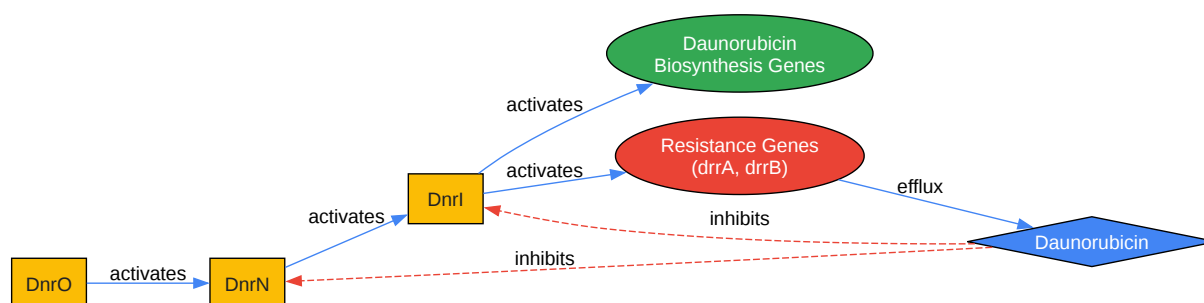 Daunorubicin
Biosynthesis Genes
activates
Resistance Genes
(drrA, drrB)
activates
efflux
DnrI
activates
inhibits
Daunorubicin
inhibits
DnrO
activates
DnrN